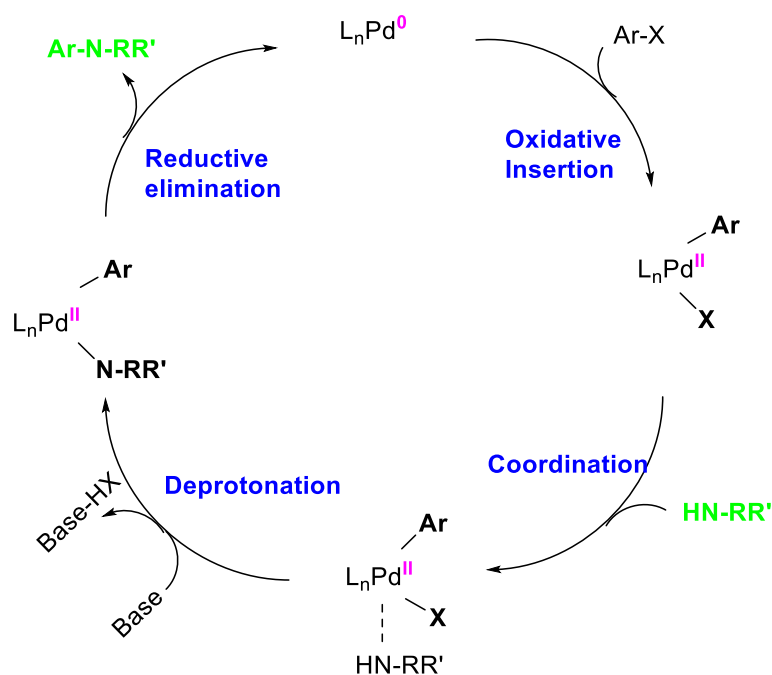 LₙPd⁰
Ar-X
Ar-N-RR'
Oxidative
Insertion
Reductive
elimination
Ar
LₙPdᴵᴵ
X
Ar
LₙPdᴵᴵ
N-RR'
Coordination
HN-RR'
Deprotonation
Base-HX
Base
Ar
LₙPdᴵᴵ
X
HN-RR'